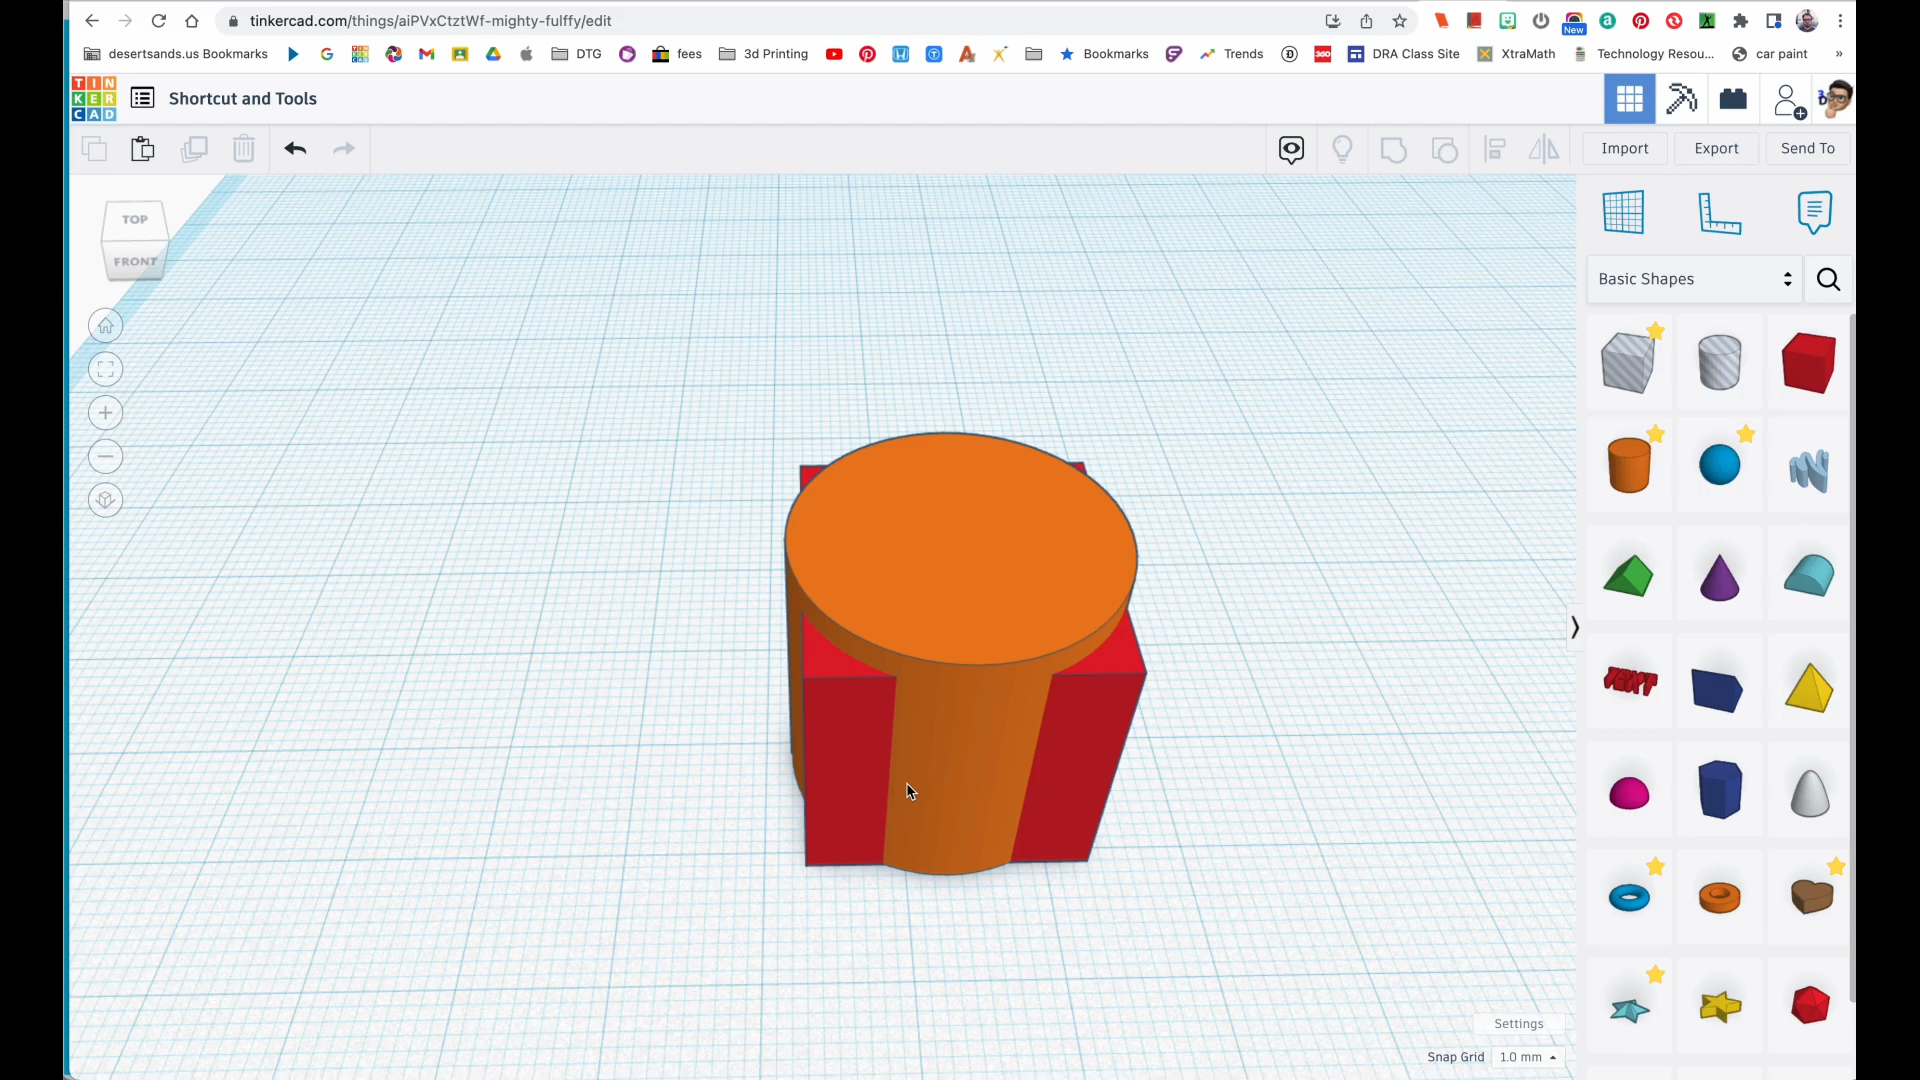 tinkercad.com/things/aiPVxCtztWf-mighty-fulffy/edit
New
desertsands.us Bookmarks
DTG
fees
3d Printing
Bookmarks
Trends
DRA Class Site
XtraMath
Technology Resou...
car paint
»
TIN
KER
CAD
Shortcut and Tools
Import
Export
Send To
TOP
FRONT
Basic Shapes
TEXT
Settings
Snap Grid 1.0 mm